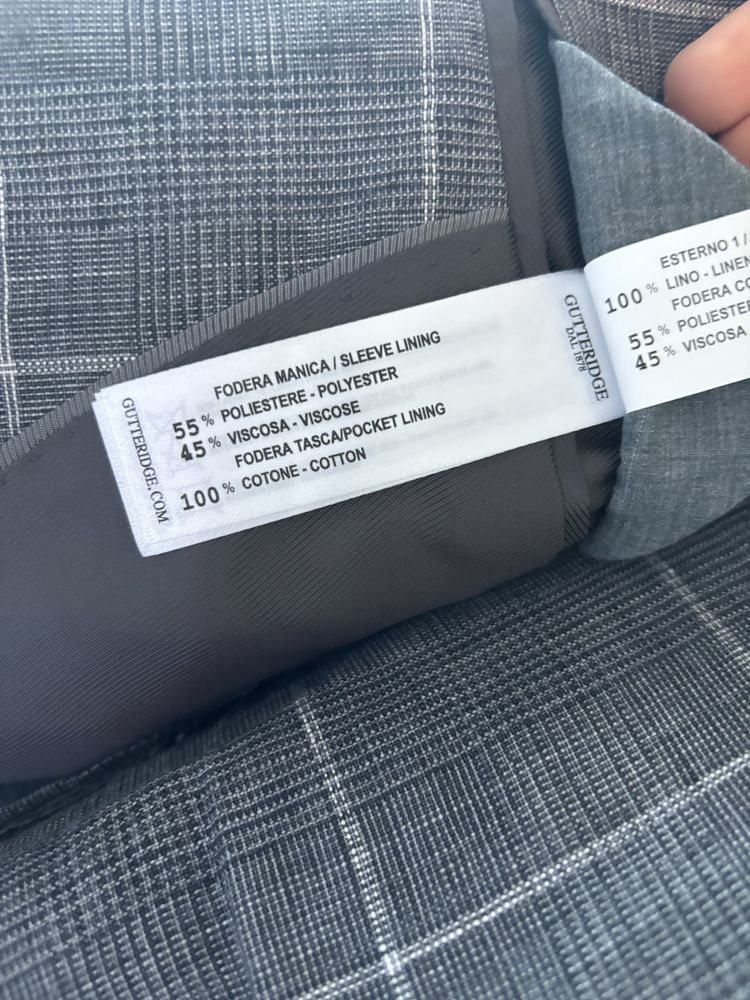 FODERA MANICA / SLEEVE LINING
55% POLIESTERE - POLYESTER
45% VISCOSA - VISCOSE
FODERA TASCA/POCKET LINING
100% COTONE - COTTON
GUTTERIDGE.COM
GUTTERIDGE
DAL 1878
ESTERNO 1 /
100% LINO - LINEN
FODERA
55% POLIESTERE
45% VISCOSA